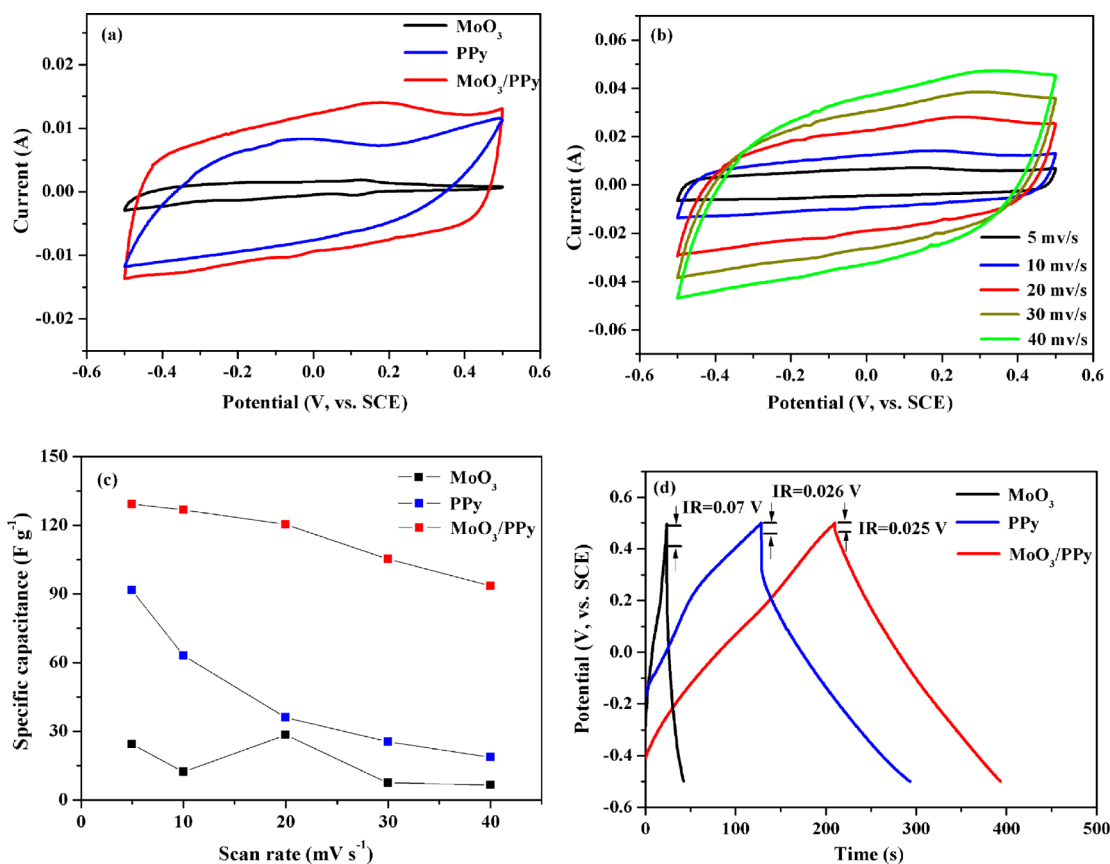 (a)
MoO3
PPy
MoO3/PPy
0.02
0.01
0.00
-0.01
-0.02
Current (A)
-0.6 -0.4 -0.2 0.0 0.2 0.4 0.6
Potential (V, vs. SCE)
(b)
0.06
0.04
0.02
0.00
-0.02
-0.04
-0.06
Current (A)
5 mv/s
10 mv/s
20 mv/s
30 mv/s
40 mv/s
-0.6 -0.4 -0.2 0.0 0.2 0.4 0.6
Potential (V, vs. SCE)
(c)
MoO3
PPy
MoO3/PPy
150
120
90
60
30
0
Specific capacitance (F g-1)
10 20 30 40
Scan rate (mV s-1)
(d)
IR=0.07 V
IR=0.026 V
IR=0.025 V
MoO3
PPy
MoO3/PPy
0.6
0.4
0.2
0.0
-0.2
-0.4
-0.6
Potential (V, vs. SCE)
0 100 200 300 400 500
Time (s)